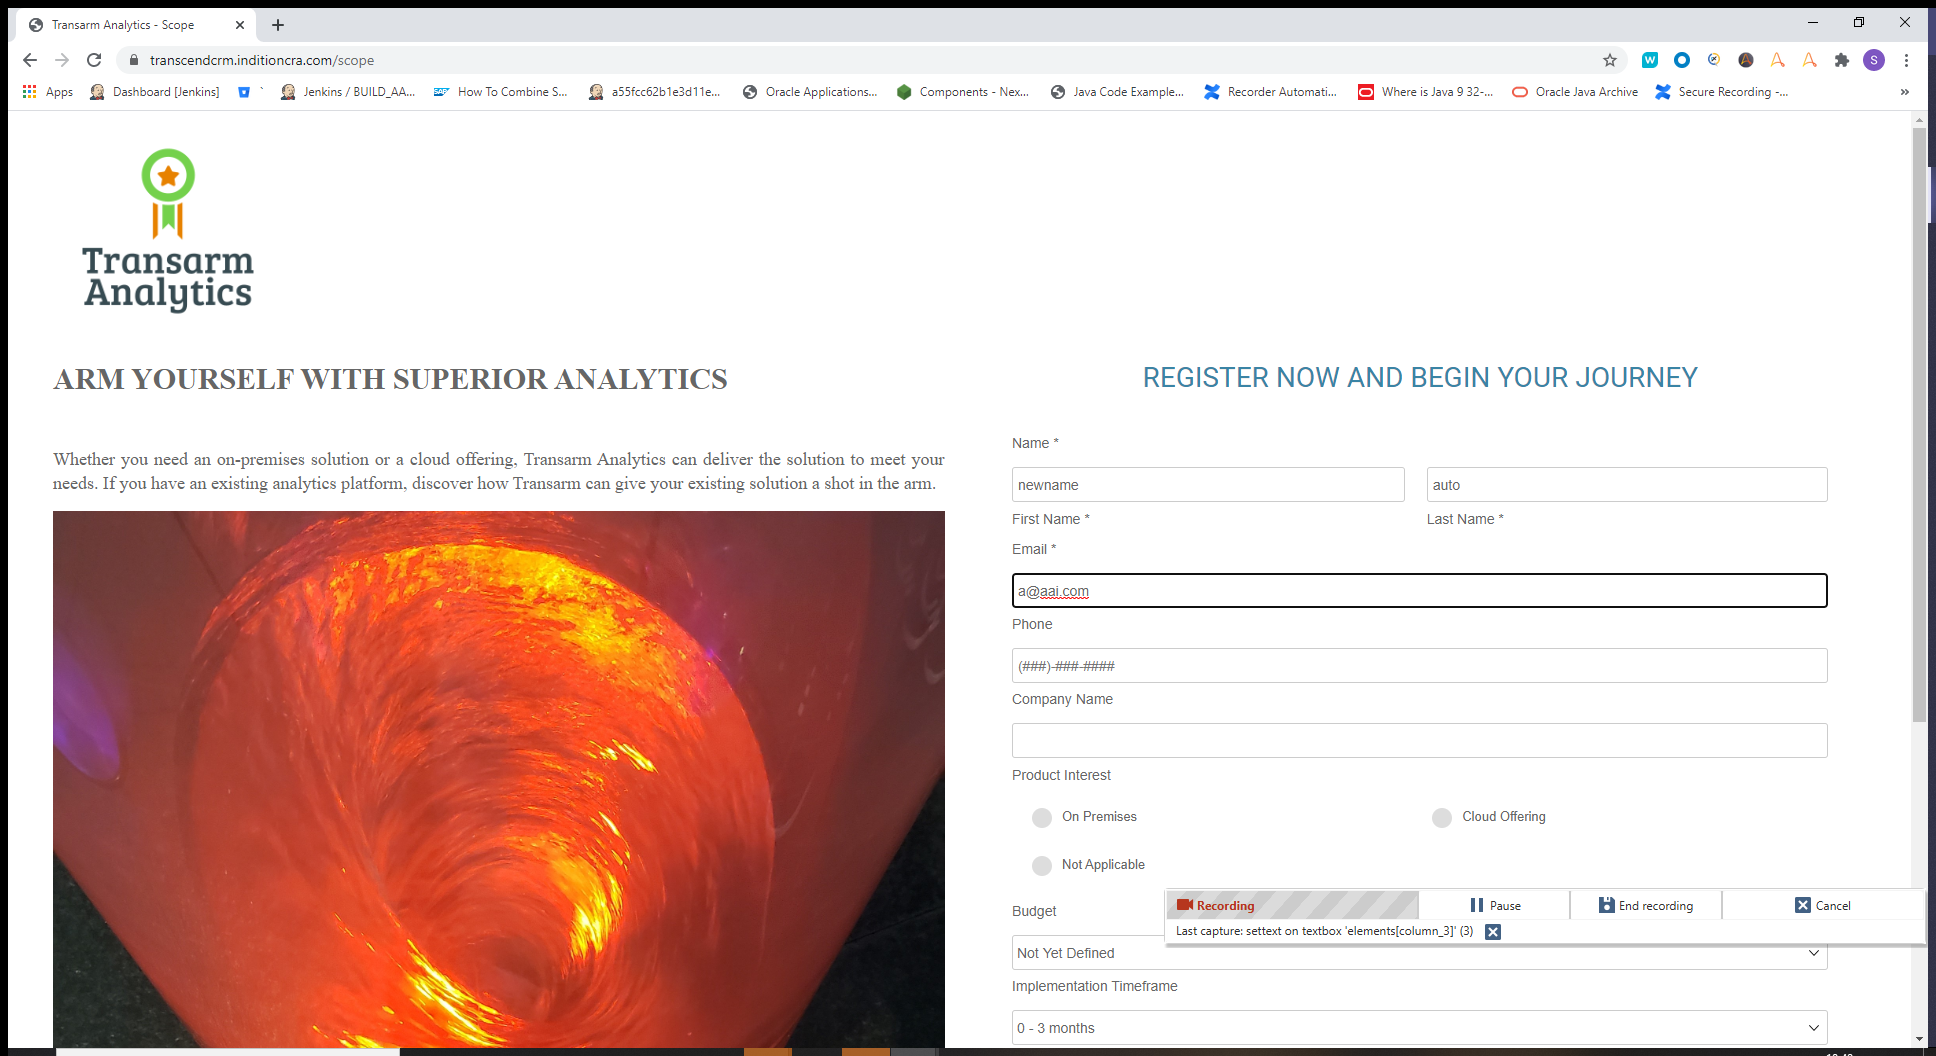 Transarm Analytics - Scope
transcendcrm.inditioncra.com/scope
W
S
Apps
Dashboard [Jenkins]
Jenkins / BUILD_AA...
SAP
How To Combine S...
a55fcc62b1e3d11e...
Oracle Applications...
Components - Nex...
Java Code Example...
Recorder Automati...
Where is Java 9 32-...
Oracle Java Archive
Secure Recording -...
»
Transarm
Analytics
ARM YOURSELF WITH SUPERIOR ANALYTICS
Whether you need an on-premises solution or a cloud offering, Transarm Analytics can deliver the solution to meet your
needs. If you have an existing analytics platform, discover how Transarm can give your existing solution a shot in the arm.
REGISTER NOW AND BEGIN YOUR JOURNEY
Name *
newname
auto
First Name *
Last Name *
Email *
a@aai.com
Phone
(###)-###-####
Company Name
Product Interest
On Premises
Cloud Offering
Not Applicable
Recording
Pause
End recording
Cancel
Budget
Last capture: settext on textbox 'elements[column_3]' (3)
Not Yet Defined
Implementation Timeframe
0 - 3 months